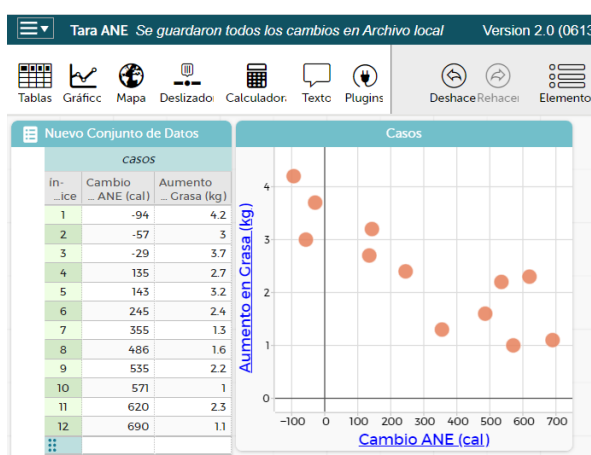 Tara ANE Se guardaron todos los cambios en Archivo local Version 2.0 (0613
Tablas Gráficc Mapa Deslizador Calculador. Texto Plugins Deshace Rehacer Elemento
Nuevo Conjunto de Datos
casos
ín- Cambio Aumento
...ice ... ANE (cal) ... Grasa (kg)
1 -94 4.2
2 -57 3
3 -29 3.7
4 135 2.7
5 143 3.2
6 245 2.4
7 355 1.3
8 486 1.6
9 535 2.2
10 571 1
11 620 2.3
12 690 1.1
Casos
Aumento en Grasa (kg)
4
3
2
1
0
-100 0 100 200 300 400 500 600 700
Cambio ANE (cal)